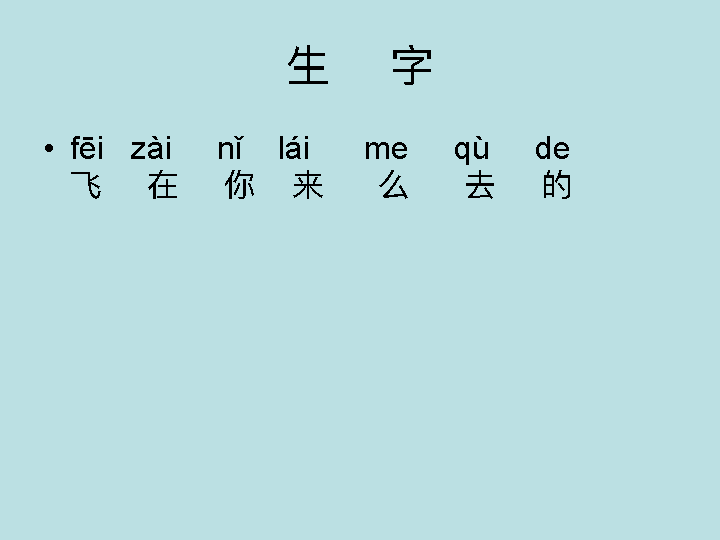 生 字
• fēi zài nǐ lái me qù de
飞 在 你 来 么 去 的